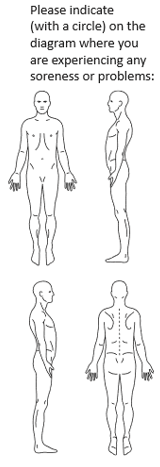 Please indicate
(with a circle) on the
diagram where you
are experiencing any
soreness or problems: